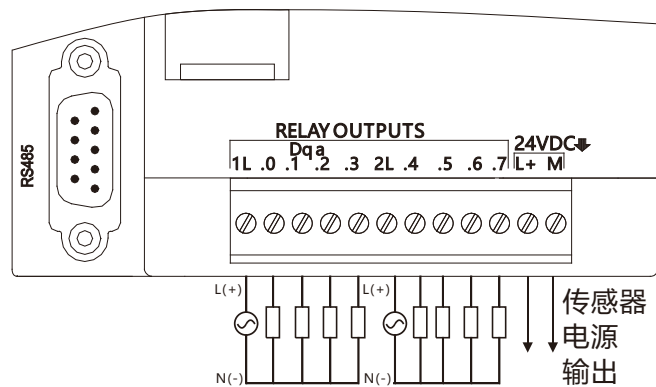 RS485
RELAY OUTPUTS
Dqa
24VDC
1L .0 .1 .2 .3 2L .4 .5 .6 .7 L+ M
L(+) L(+)
N(-) N(-)
传感器
电源
输出